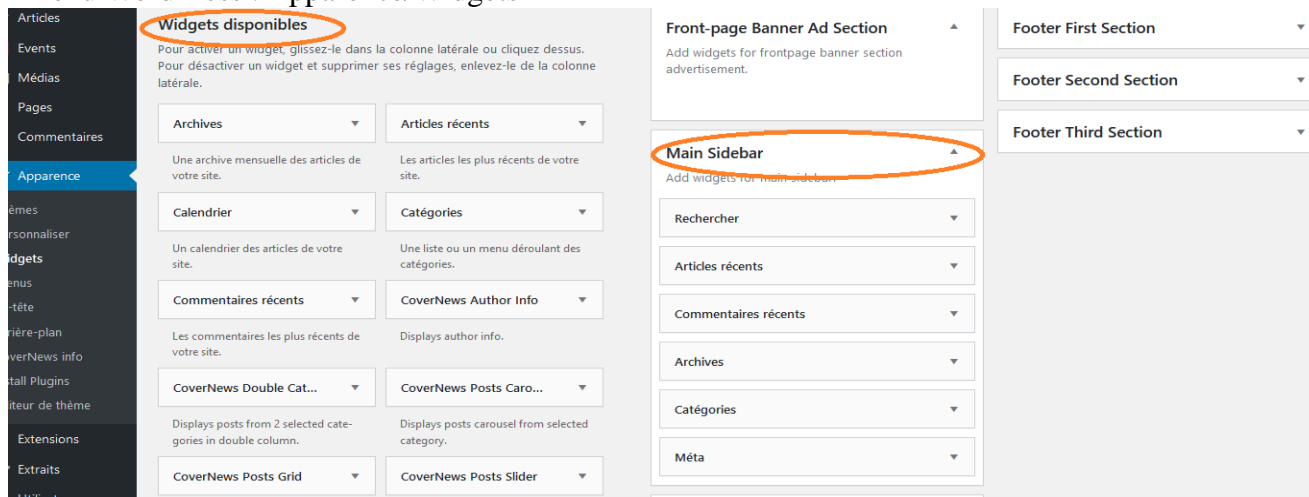 Articles
Events
Médias
Pages
Commentaires
Apparence
Extensions
Extraits
Widgets disponibles
Pour activer un widget, glissez-le dans la colonne latérale ou cliquez dessus.
Pour désactiver un widget et supprimer ses réglages, enlevez-le de la colonne
latérale.
Archives
Articles récents
Une archive mensuelle des articles de
votre site.
Les articles les plus récents de votre
site.
Calendrier
Catégories
Un calendrier des articles de votre
site.
Une liste ou un menu déroulant des
catégories.
Commentaires récents
CoverNews Author Info
Les commentaires les plus récents de
votre site.
Displays author info.
CoverNews Double Cat...
CoverNews Posts Caro...
Displays posts from 2 selected cate-
gories in double column.
Displays posts carousel from selected
category.
CoverNews Posts Grid
CoverNews Posts Slider
Front-page Banner Ad Section
Add widgets for frontpage banner section
advertisement.
Main Sidebar
Add widgets for main sidebar.
Rechercher
Articles récents
Commentaires récents
Archives
Catégories
Méta
Footer First Section
Footer Second Section
Footer Third Section